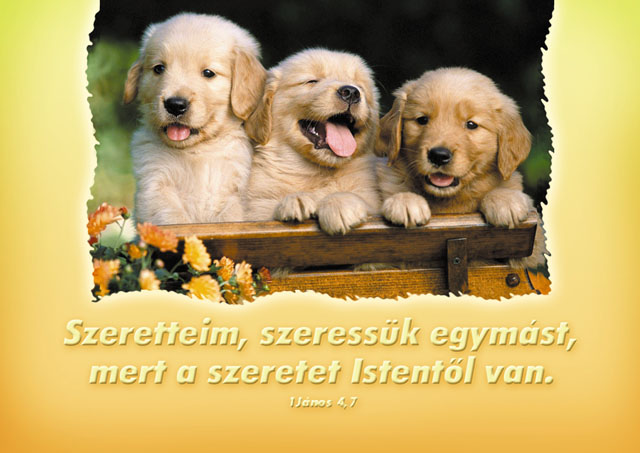 Szeretteim, szeressük egymást,
mert a szeretet Istentől van.
1János 4,7